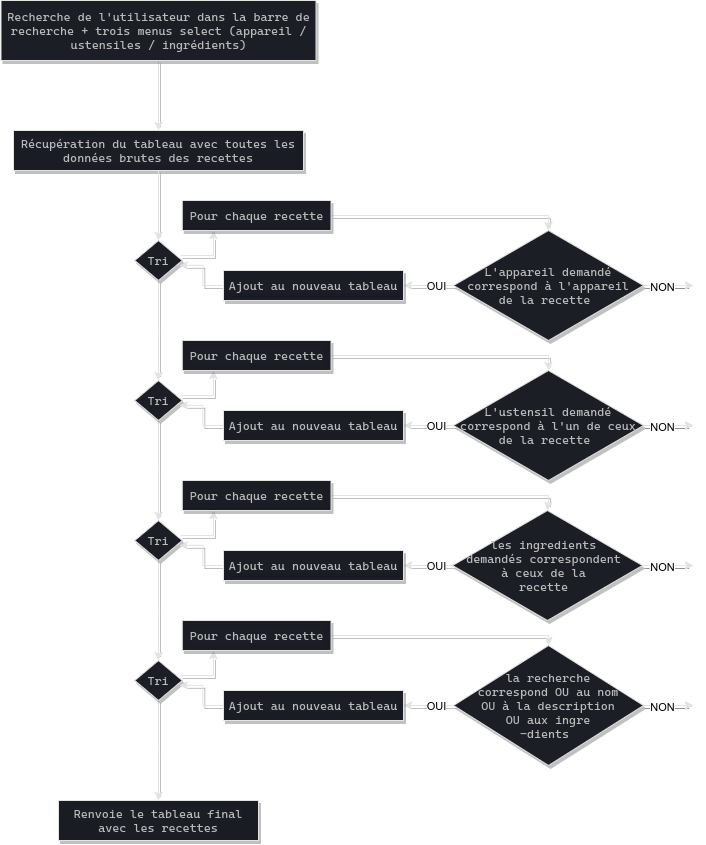 Recherche de l'utilisateur dans la barre de
recherche + trois menus select (appareil /
ustensiles / ingrédients)
Récupération du tableau avec toutes les
données brutes des recettes
Pour chaque recette
Tri
L'appareil demandé
correspond à l'appareil
de la recette
Ajout au nouveau tableau
OUI
NON
Pour chaque recette
Tri
L'ustensil demandé
correspond à l'un de ceux
de la recette
Ajout au nouveau tableau
OUI
NON
Pour chaque recette
Tri
les ingredients
demandés correspondent
à ceux de la
recette
Ajout au nouveau tableau
OUI
NON
Pour chaque recette
Tri
la recherche
correspond OU au nom
OU à la description
OU aux ingre
-dients
Ajout au nouveau tableau
OUI
NON
Renvoie le tableau final
avec les recettes